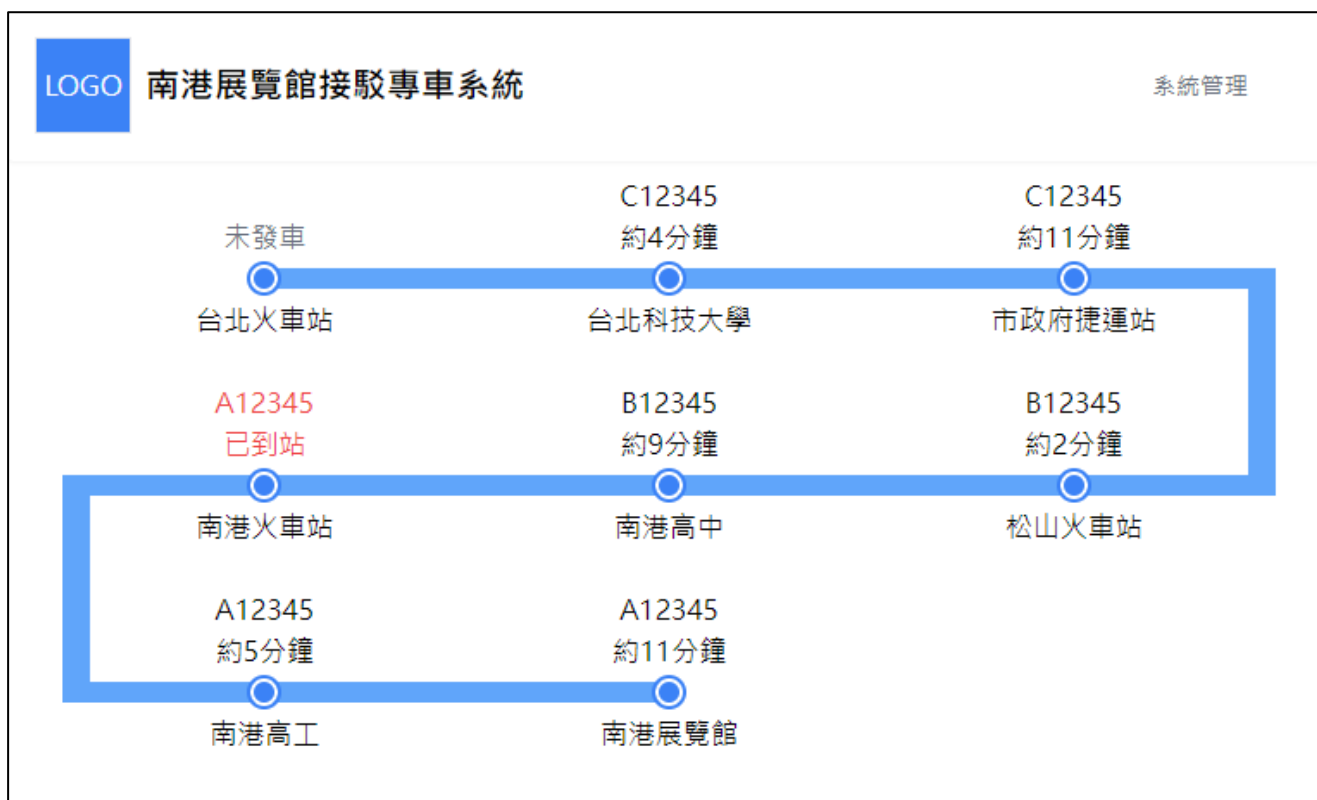 LOGO
南港展覽館接駁專車系統
系統管理
未發車
台北火車站
C12345
約4分鐘
台北科技大學
C12345
約11分鐘
市政府捷運站
A12345
已到站
南港火車站
B12345
約9分鐘
南港高中
B12345
約2分鐘
松山火車站
A12345
約5分鐘
南港高工
A12345
約11分鐘
南港展覽館